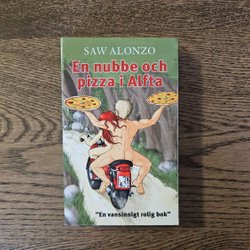 SAW ALONZO
En nubbe och
pizza i Alfta
"En vansinnigt rolig bok"